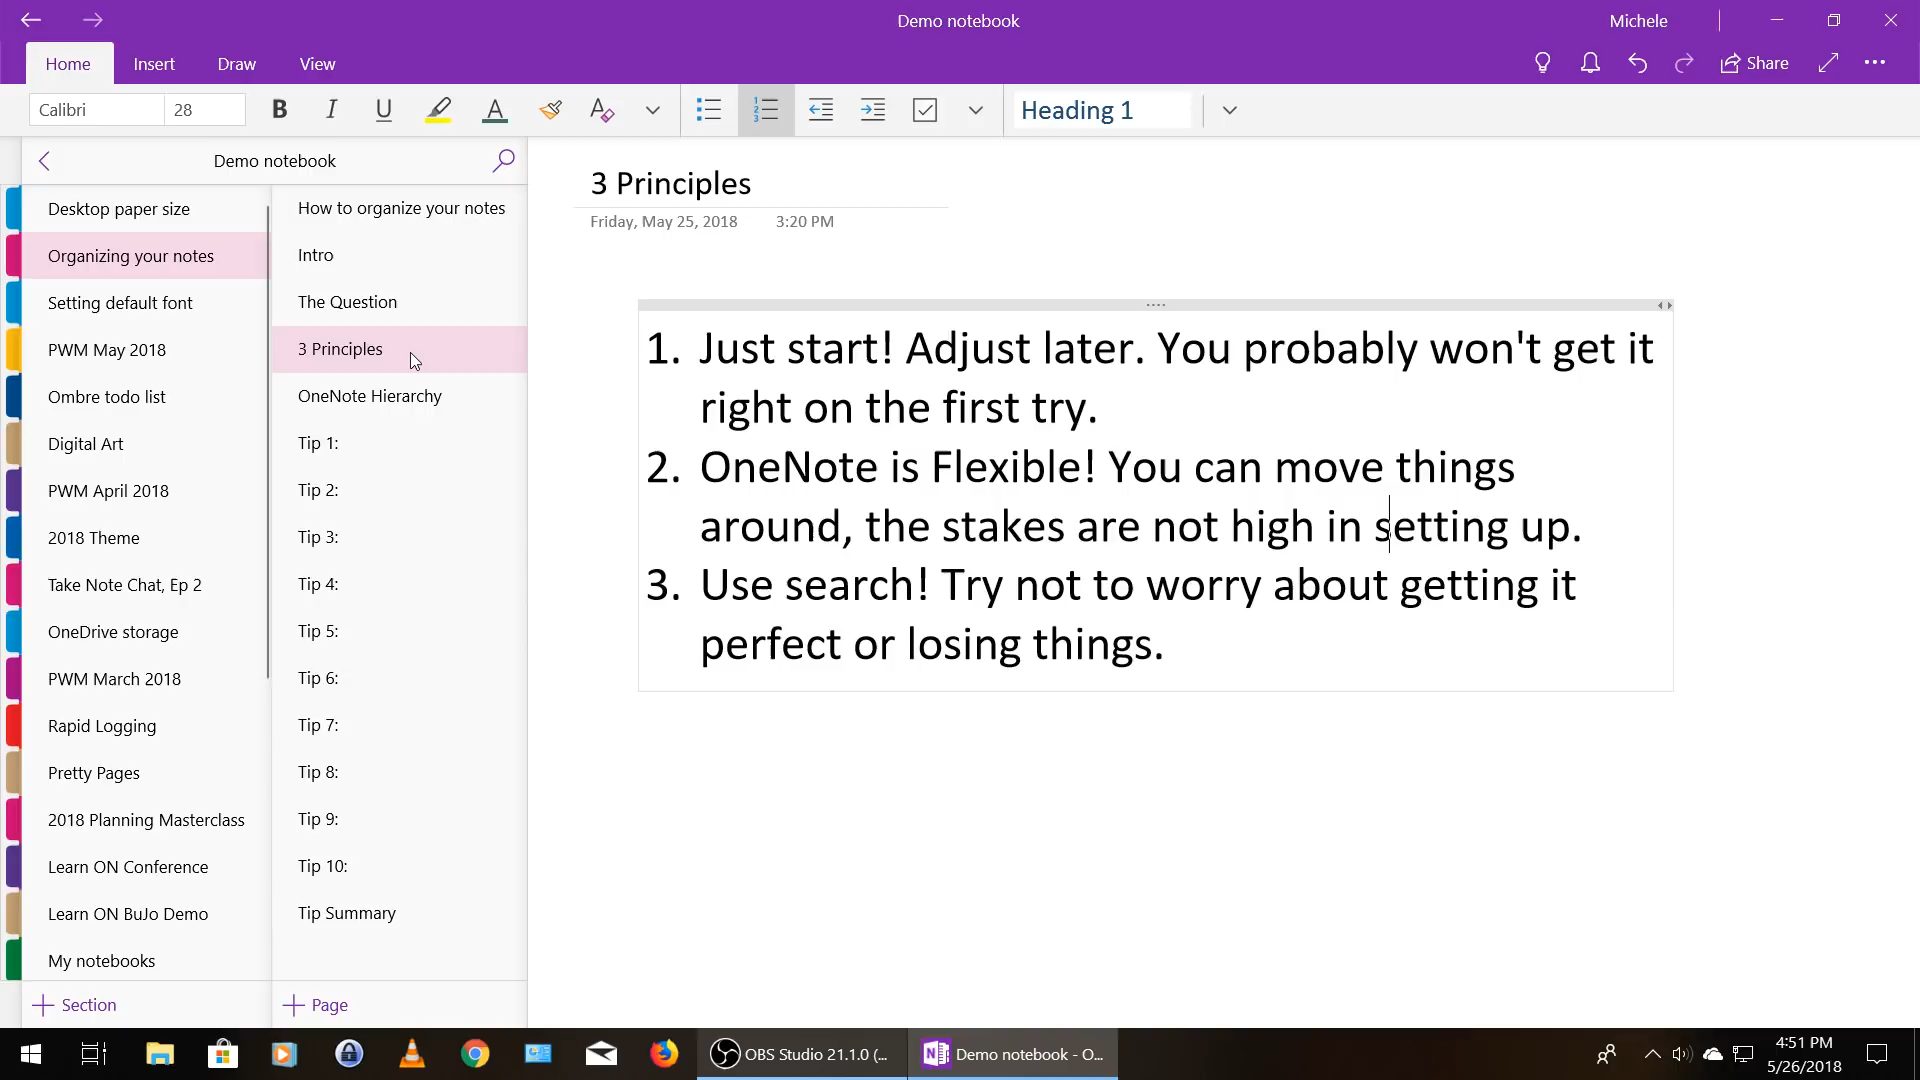 Demo notebook
Michele
Home
Insert
Draw
View
Share
Calibri
28
B
I
U
A
A
Heading 1
Demo notebook
Desktop paper size
Organizing your notes
Setting default font
PWM May 2018
Ombre todo list
Digital Art
PWM April 2018
2018 Theme
Take Note Chat, Ep 2
OneDrive storage
PWM March 2018
Rapid Logging
Pretty Pages
2018 Planning Masterclass
Learn ON Conference
Learn ON BuJo Demo
My notebooks
Section
How to organize your notes
Intro
The Question
3 Principles
OneNote Hierarchy
Tip 1:
Tip 2:
Tip 3:
Tip 4:
Tip 5:
Tip 6:
Tip 7:
Tip 8:
Tip 9:
Tip 10:
Tip Summary
Page
3 Principles
Friday, May 25, 2018 3:20 PM
1. Just start! Adjust later. You probably won't get it
right on the first try.
2. OneNote is Flexible! You can move things
around, the stakes are not high in setting up.
3. Use search! Try not to worry about getting it
perfect or losing things.
OBS Studio 21.1.0 (...
Demo notebook - O...
4:51 PM
5/26/2018